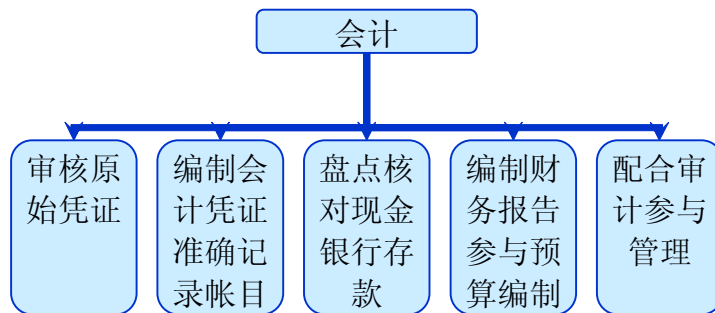 会计
审核原
始凭证
编制会
计凭证
准确记
录帐目
盘点核
对现金
银行存
款
编制财
务报告
参与预
算编制
配合审
计参与
管理